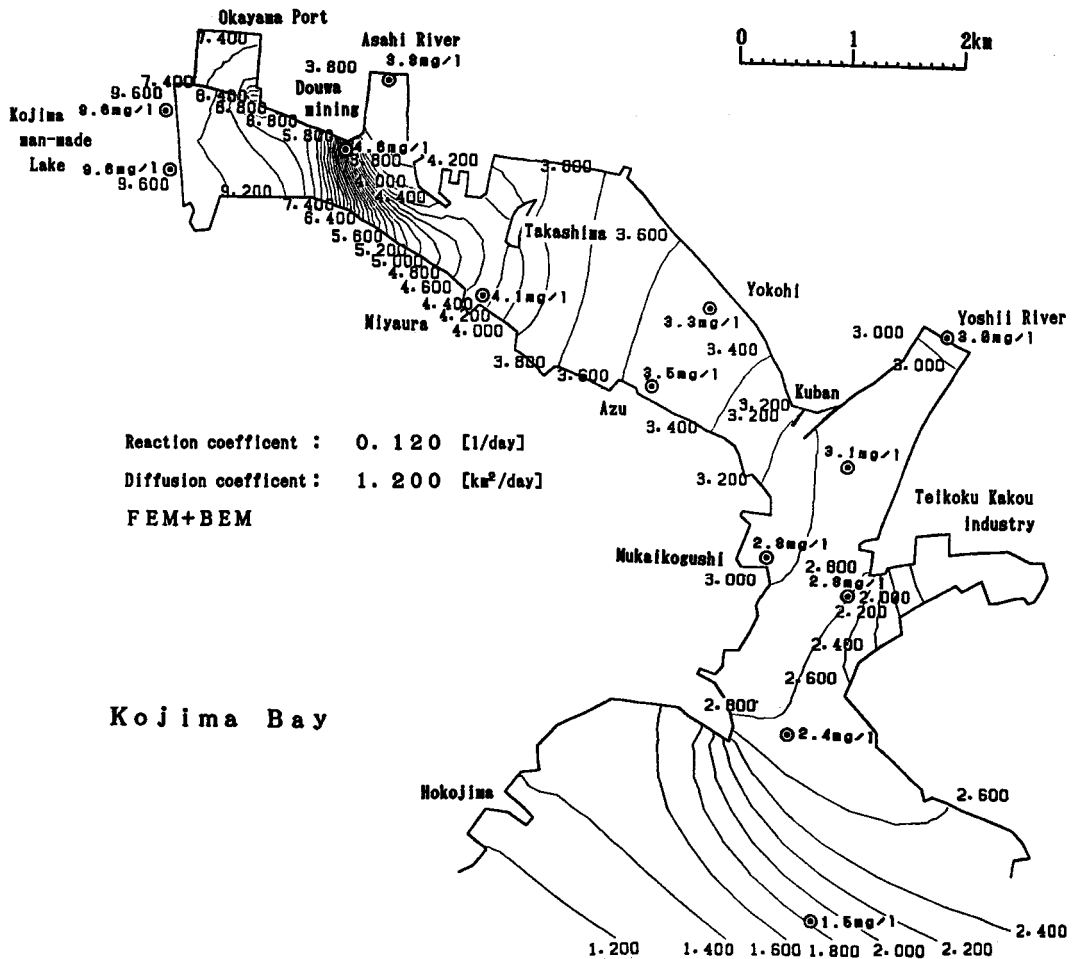 Okayama Port
7.400
Asahi River
3.800
3.8mg/l
0 1 2km
7.400
9.600
6.400
Douwa
mining
9.6mg/l
6.800
6.800
Kojima
man-made
Lake
5.800
4.6mg/l
3.800
4.200
3.800
9.6mg/l
9.600
4.000
4.400
9.200
7.400
6.400
5.600
5.200
5.000
4.800
4.600
4.400
4.200
4.000
Takashima
3.600
4.1mg/l
Miyaura
Yokohi
3.3mg/l
3.400
3.000
Yoshii River
3.0mg/l
3.000
3.800
3.600
3.5mg/l
Azu
Kuban
3.200
3.200
3.400
Reaction coefficent : 0.120 [1/day]
Diffusion coefficent : 1.200 [km²/day]
FEM+BEM
3.1mg/l
3.200
Teikoku Kakou
industry
2.8mg/l
Mukaikogushi
3.000
2.800
2.8mg/l
2.000
2.200
2.400
2.600
2.800
2.4mg/l
Kojima Bay
Hokojima
2.600
1.5mg/l
2.400
1.200
1.400
1.600
1.800
2.000
2.200